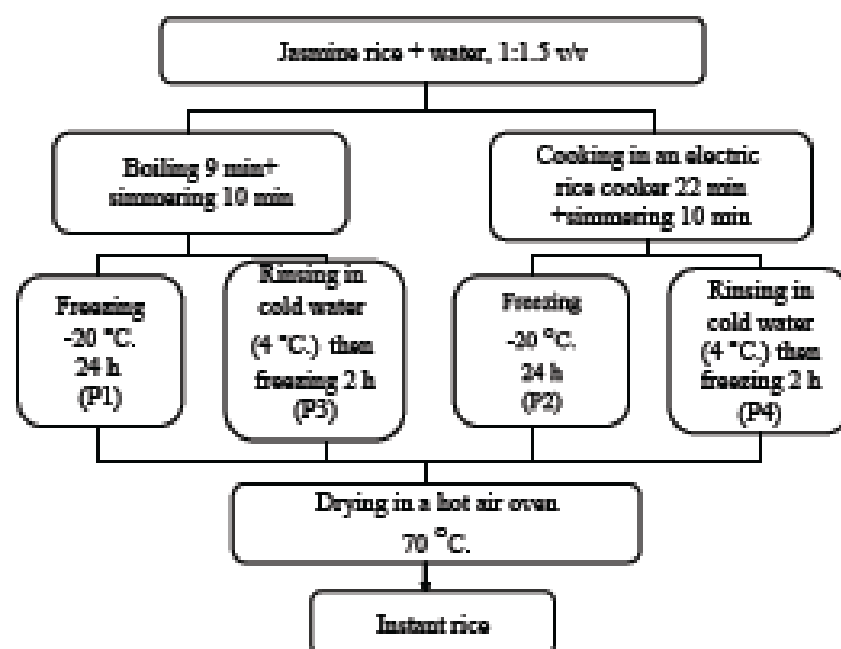 Jasmine rice + water, 1:1.5 v/v
Boiling 9 min+
simmering 10 min
Cooking in an electric
rice cooker 22 min
+simmering 10 min
Freezing
-20 °C.
24 h
(P1)
Rinsing in
cold water
(4 °C.) then
freezing 2 h
(P3)
Freezing
-20 °C.
24 h
(P2)
Rinsing in
cold water
(4 °C.) then
freezing 2 h
(P4)
Drying in a hot air oven
70 °C.
Instant rice